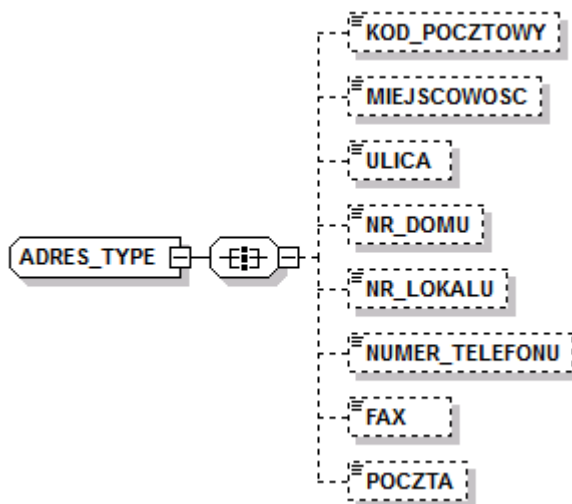 KOD_POCZTOWY
MIEJSCOWOSC
ULICA
NR_DOMU
ADRES_TYPE
NR_LOKALU
NUMER_TELEFONU
FAX
POCZTA